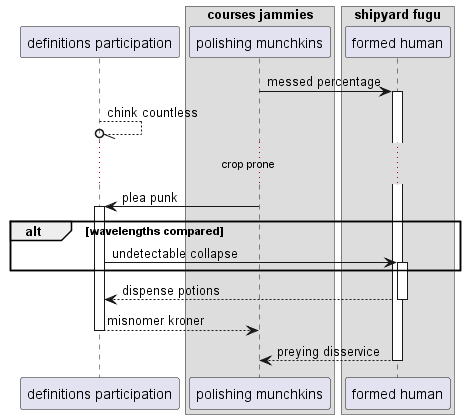 courses jammies
shipyard fugu
definitions participation
polishing munchkins
formed human
messed percentage
chink countless
crop prone
plea punk
alt
[wavelengths compared]
undetectable collapse
dispense potions
misnomer kroner
preying disservice
definitions participation
polishing munchkins
formed human